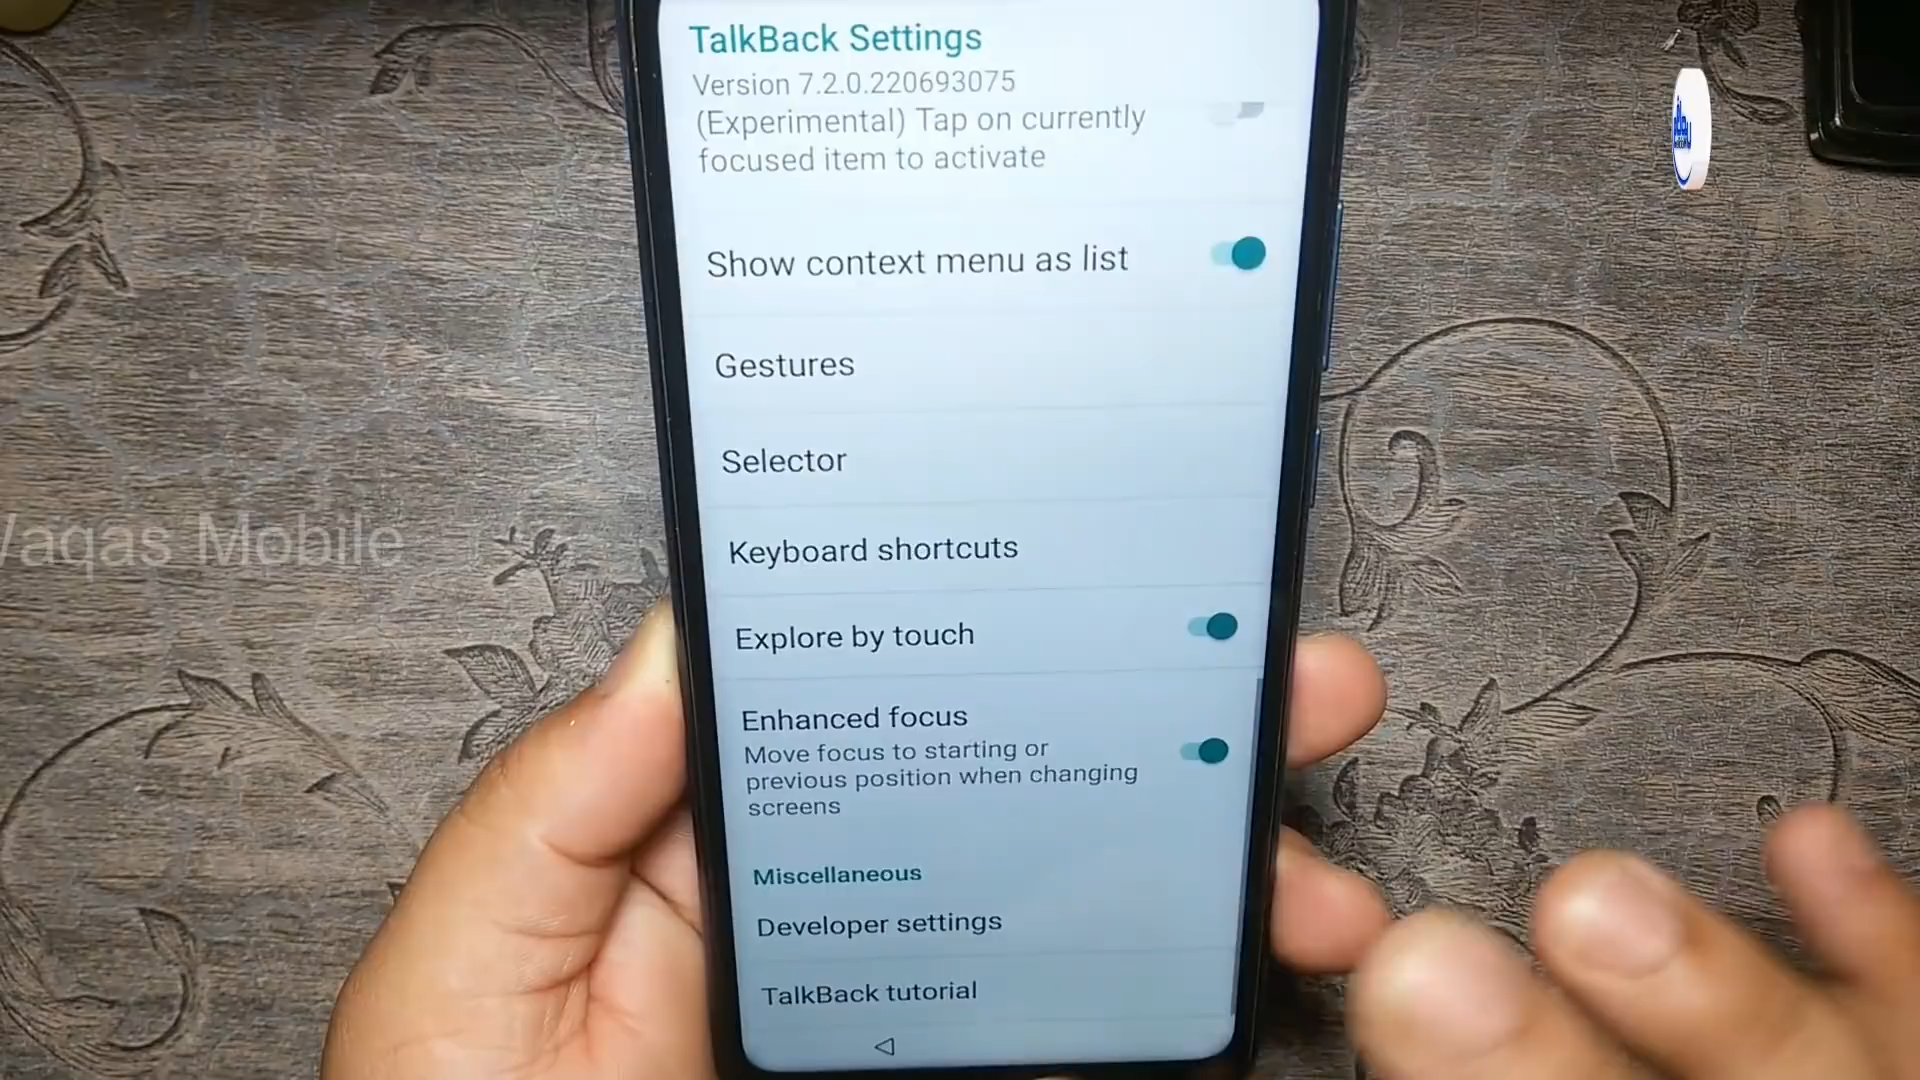 TalkBack Settings
Version 7.2.0.220693075
(Experimental) Tap on currently
focused item to activate
Show context menu as list
Gestures
Selector
Keyboard shortcuts
Waqas Mobile
Explore by touch
Enhanced focus
Move focus to starting or
previous position when changing
screens
Miscellaneous
Developer settings
TalkBack tutorial